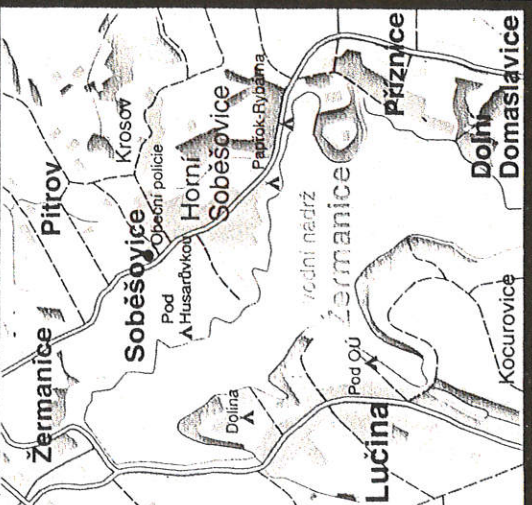 Žermanice
Pitrov
Krosov
Soběšovice
Obecní policie
Horní
Soběšovice
Pod
Husarůvkou
Paprok-Rybárna
Příznice
Dolní
Domaslavice
vodní nádrž
Žermanice
Dolina
Pod OÚ
Lučina
Kocurovice